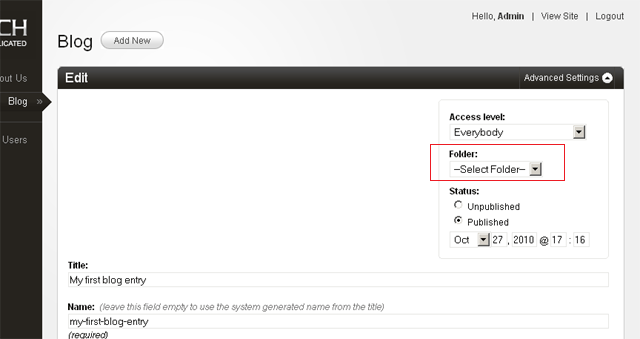 Hello, Admin | View Site | Logout
CH
PLICATED
Blog Add New
Edit Advanced Settings
out Us
Blog »
Users
Access level:
Everybody
Folder:
--Select Folder--
Status:
Unpublished
Published
Oct 27, 2010 @ 17 : 16
Title:
My first blog entry
Name: (leave this field empty to use the system generated name from the title)
my-first-blog-entry
(required)